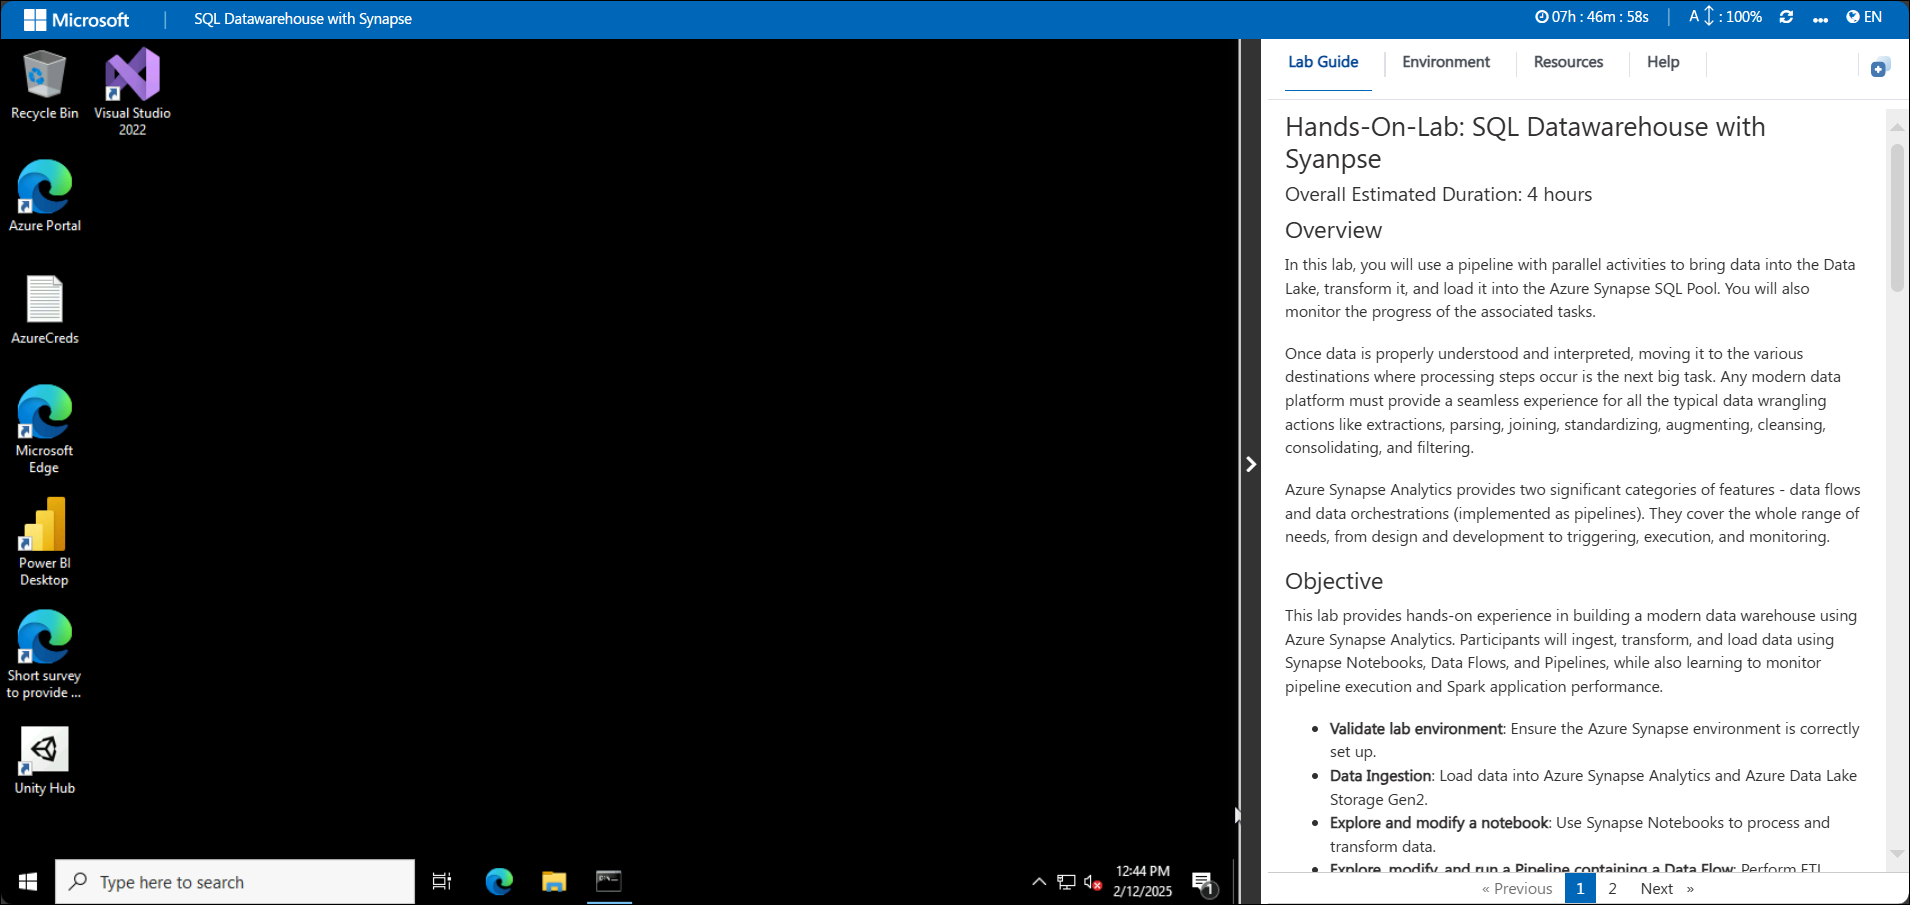 Microsoft | SQL Datawarehouse with Synapse
07h : 46m : 58s | A : 100% EN
Recycle Bin
Visual Studio
2022
Azure Portal
AzureCreds
Microsoft
Edge
Power BI
Desktop
Short survey
to provide ...
Unity Hub
Type here to search
12:44 PM
2/12/2025
1
Lab Guide
Environment
Resources
Help
Hands-On-Lab: SQL Datawarehouse with
Syanpse
Overall Estimated Duration: 4 hours
Overview
In this lab, you will use a pipeline with parallel activities to bring data into the Data
Lake, transform it, and load it into the Azure Synapse SQL Pool. You will also
monitor the progress of the associated tasks.
Once data is properly understood and interpreted, moving it to the various
destinations where processing steps occur is the next big task. Any modern data
platform must provide a seamless experience for all the typical data wrangling
actions like extractions, parsing, joining, standardizing, augmenting, cleansing,
consolidating, and filtering.
Azure Synapse Analytics provides two significant categories of features - data flows
and data orchestrations (implemented as pipelines). They cover the whole range of
needs, from design and development to triggering, execution, and monitoring.
Objective
This lab provides hands-on experience in building a modern data warehouse using
Azure Synapse Analytics. Participants will ingest, transform, and load data using
Synapse Notebooks, Data Flows, and Pipelines, while also learning to monitor
pipeline execution and Spark application performance.
• Validate lab environment: Ensure the Azure Synapse environment is correctly
set up.
• Data Ingestion: Load data into Azure Synapse Analytics and Azure Data Lake
Storage Gen2.
• Explore and modify a notebook: Use Synapse Notebooks to process and
transform data.
• Explore, modify, and run a Pipeline containing a Data Flow: Perform ETL
« Previous 1 2 Next »